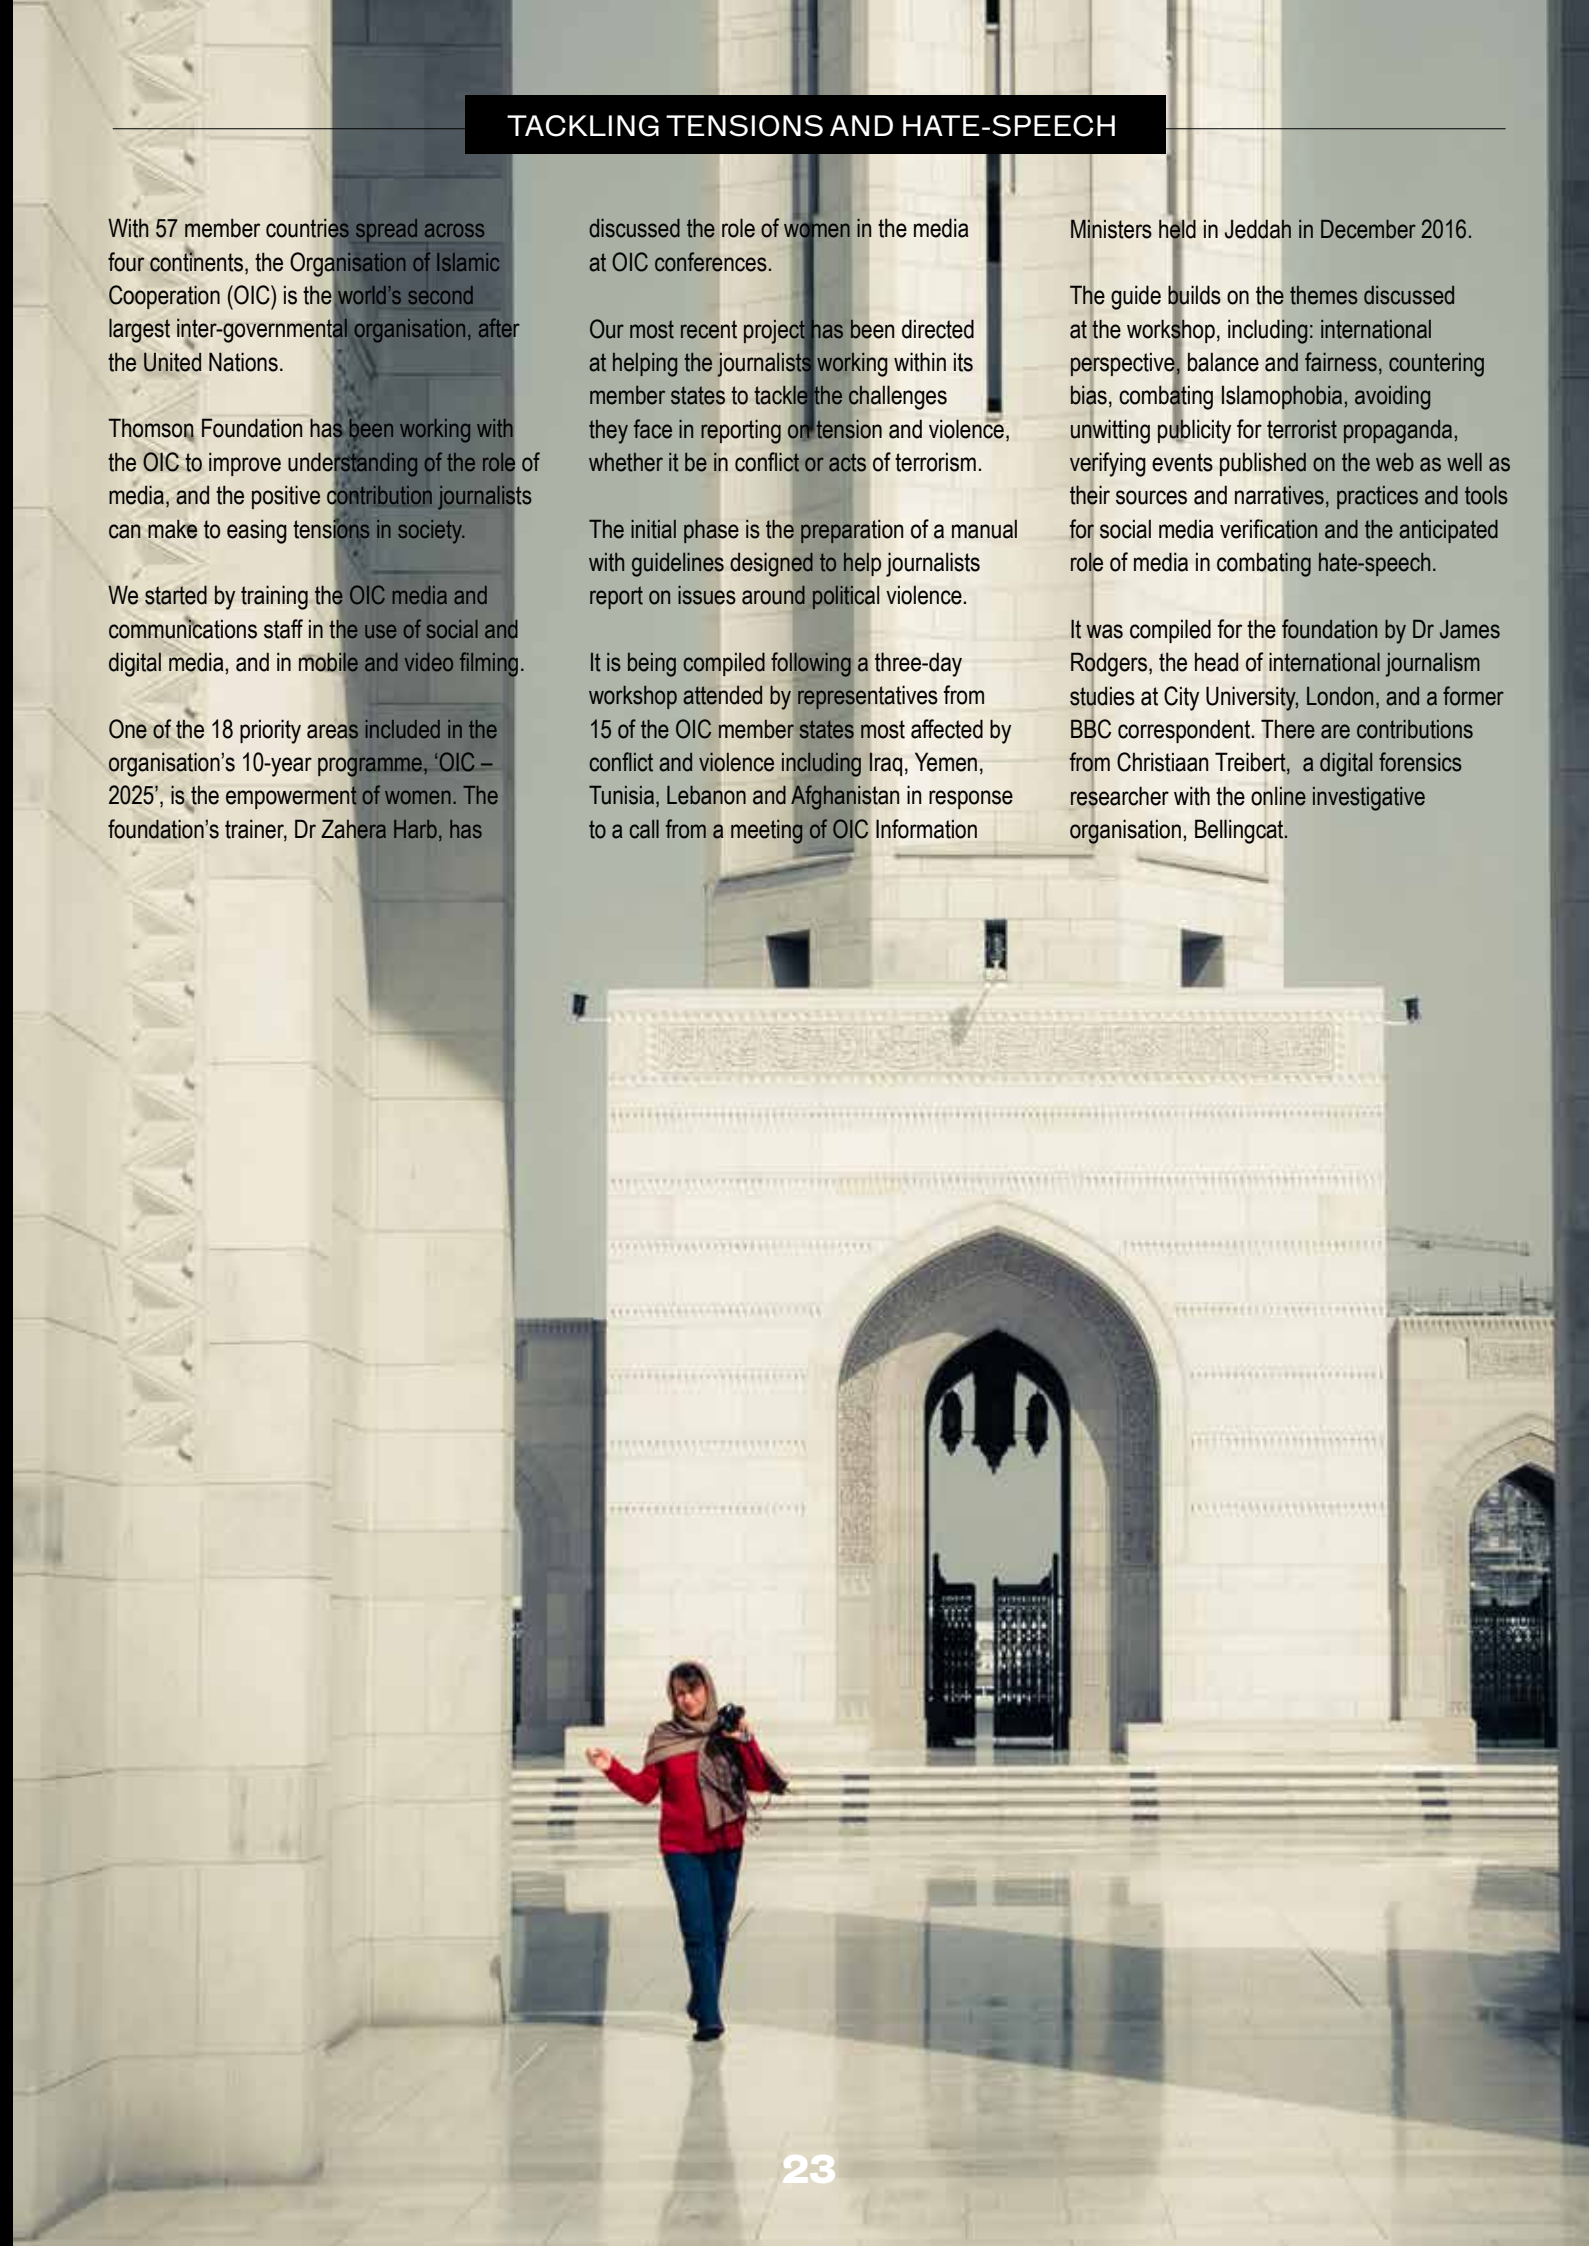 TACKLING TENSIONS AND HATE-SPEECH
With 57 member countries spread across
four continents, the Organisation of Islamic
Cooperation (OIC) is the world's second
largest inter-governmental organisation, after
the United Nations.
Thomson Foundation has been working with
the OIC to improve understanding of the role of
media, and the positive contribution journalists
can make to easing tensions in society.
We started by training the OIC media and
communications staff in the use of social and
digital media, and in mobile and video filming.
One of the 18 priority areas included in the
organisation's 10-year programme, ‘OIC –
2025’, is the empowerment of women. The
foundation's trainer, Dr Zahera Harb, has
discussed the role of women in the media
at OIC conferences.
Our most recent project has been directed
at helping the journalists working within its
member states to tackle the challenges
they face in reporting on tension and violence,
whether it be in conflict or acts of terrorism.
The initial phase is the preparation of a manual
with guidelines designed to help journalists
report on issues around political violence.
It is being compiled following a three-day
workshop attended by representatives from
15 of the OIC member states most affected by
conflict and violence including Iraq, Yemen,
Tunisia, Lebanon and Afghanistan in response
to a call from a meeting of OIC Information
Ministers held in Jeddah in December 2016.
The guide builds on the themes discussed
at the workshop, including: international
perspective, balance and fairness, countering
bias, combating Islamophobia, avoiding
unwitting publicity for terrorist propaganda,
verifying events published on the web as well as
their sources and narratives, practices and tools
for social media verification and the anticipated
role of media in combating hate-speech.
It was compiled for the foundation by Dr James
Rodgers, the head of international journalism
studies at City University, London, and a former
BBC correspondent. There are contributions
from Christiaan Treibert,  a digital forensics
researcher with the online investigative
organisation, Bellingcat.
23